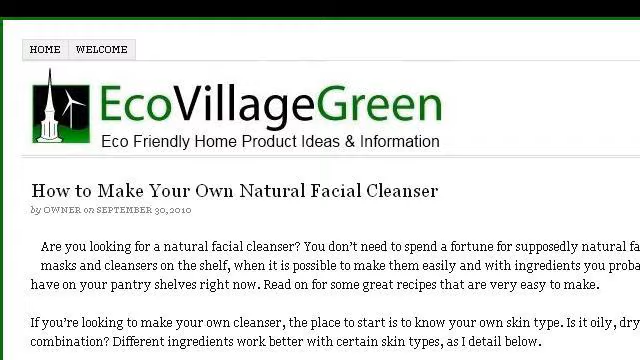 HOME WELCOME
EcoVillageGreen
Eco Friendly Home Product Ideas & Information
How to Make Your Own Natural Facial Cleanser
by OWNER on SEPTEMBER 30, 2010
Are you looking for a natural facial cleanser? You don't need to spend a fortune for supposedly natural fa
masks and cleansers on the shelf, when it is possible to make them easily and with ingredients you proba
have on your pantry shelves right now. Read on for some great recipes that are very easy to make.
If you're looking to make your own cleanser, the place to start is to know your own skin type. Is it oily, dry
combination? Different ingredients work better with certain skin types, as I detail below.